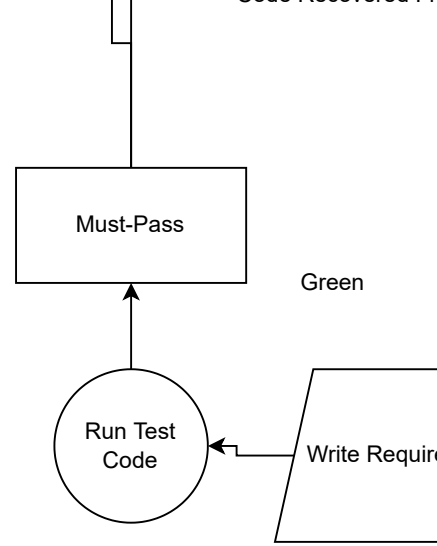 Code Recovered
Must-Pass
Green
Run Test
Code
Write